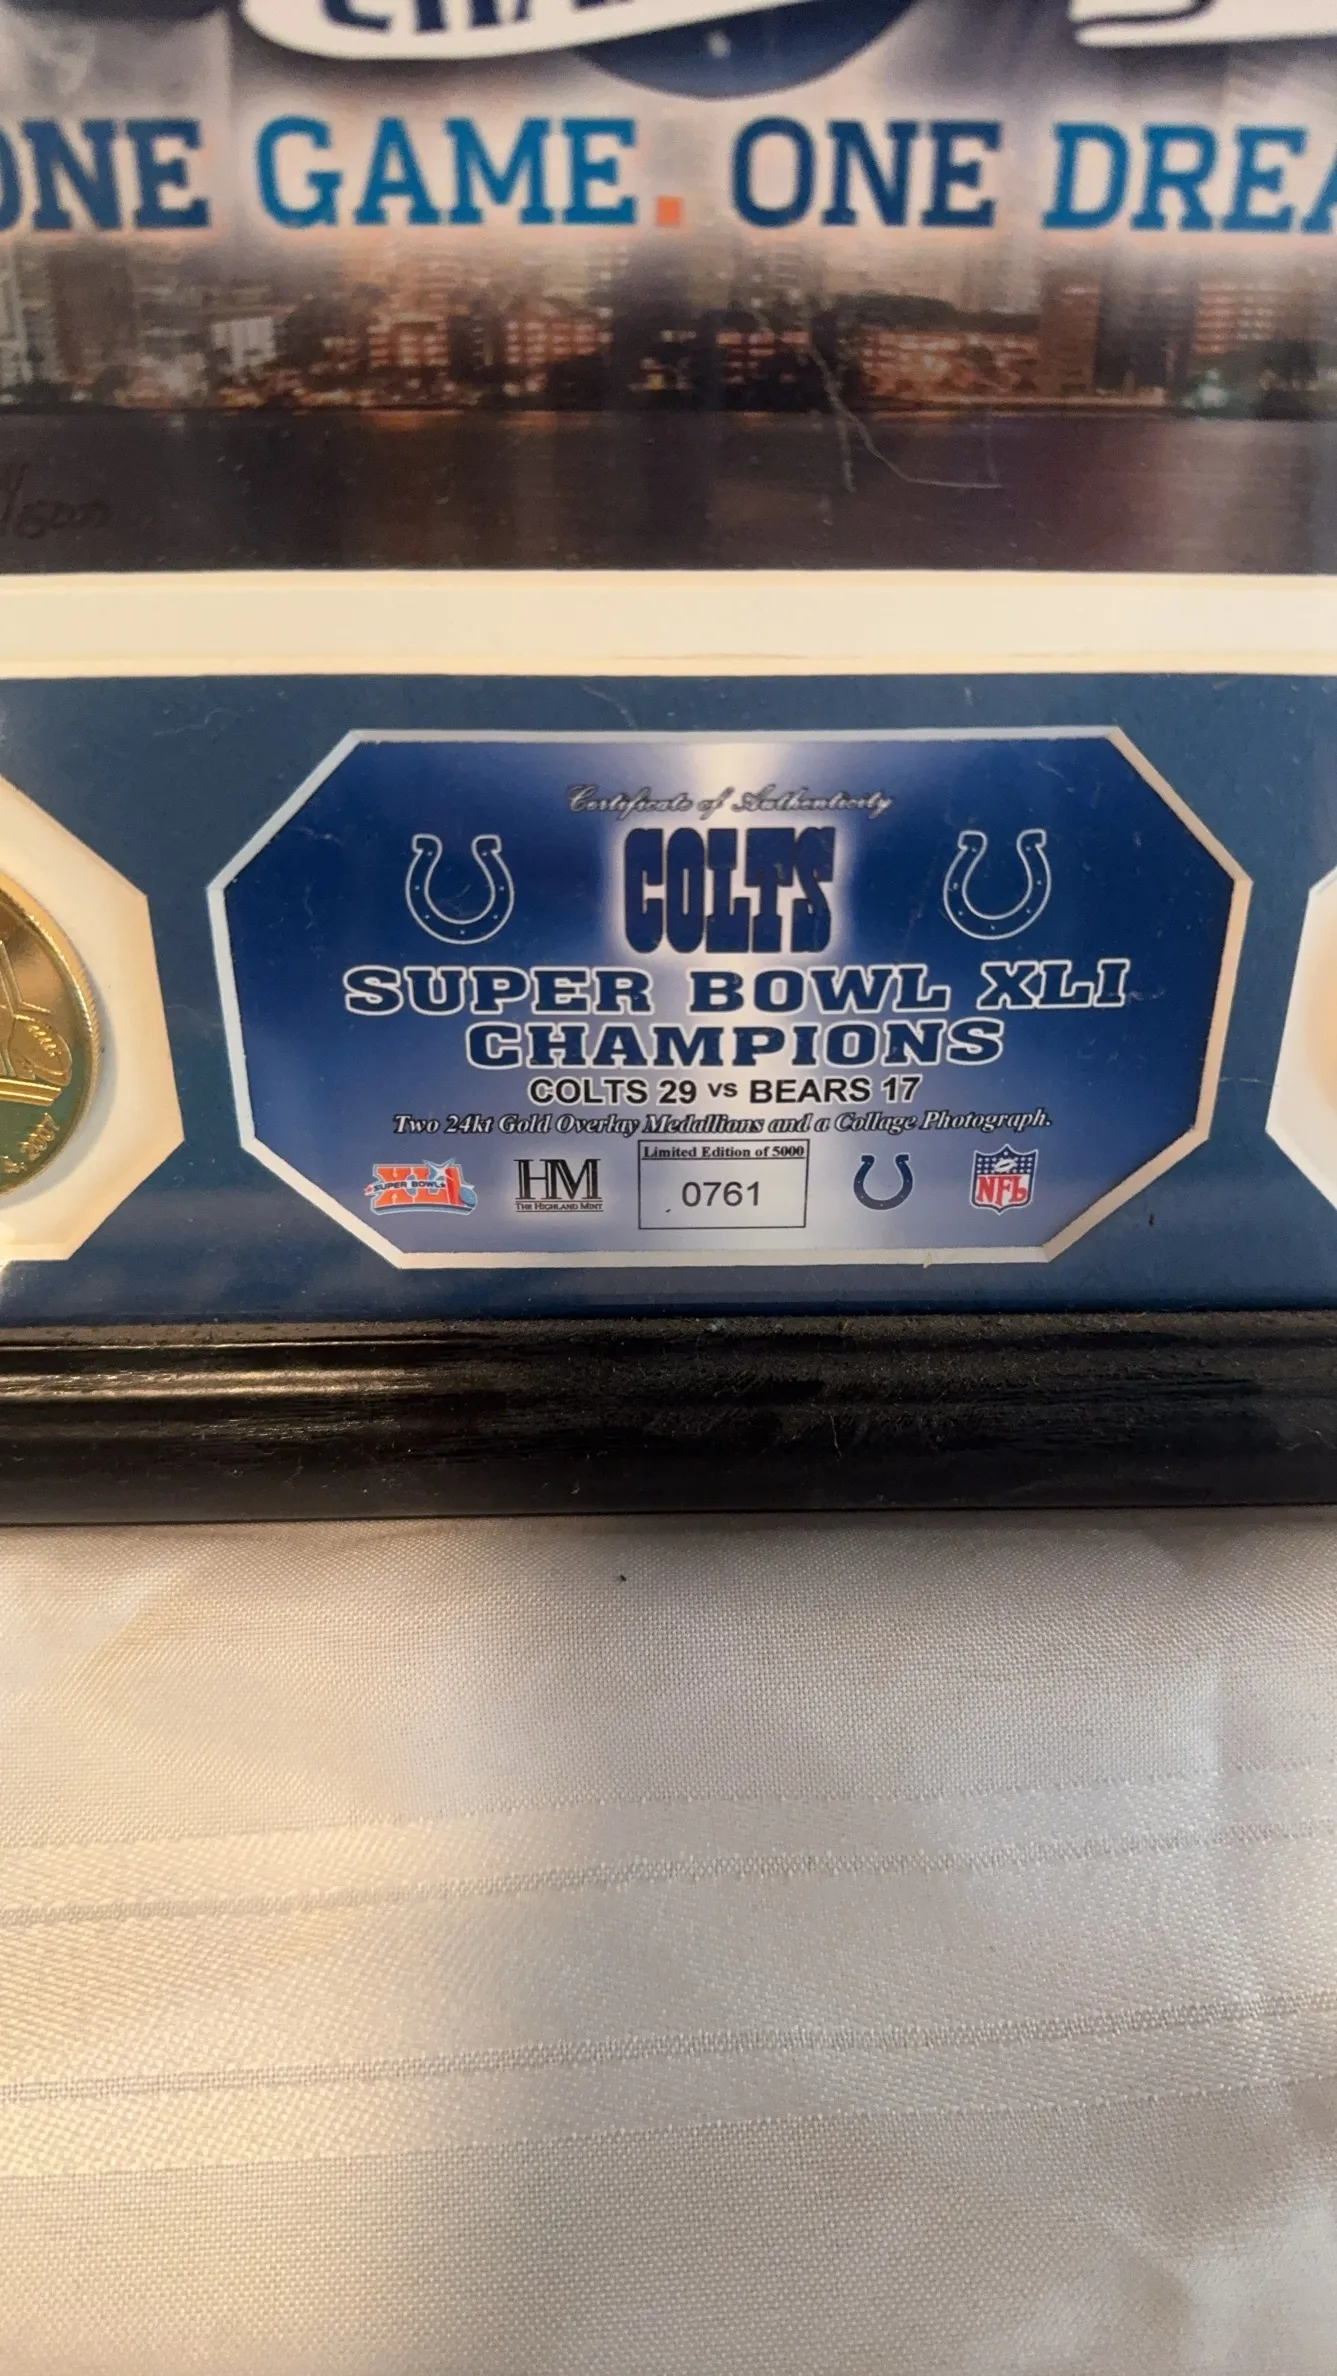 ONE GAME. ONE DREA
Certificate of Authenticity
COLTS
SUPER BOWL XLI
CHAMPIONS
COLTS 29 vs BEARS 17
Two 24kt Gold Overlay Medallions and a Collage Photograph.
Limited Edition of 5000
0761
XLI
SUPER BOWL
HM
THE HIGHLAND MINT
NFL
2007